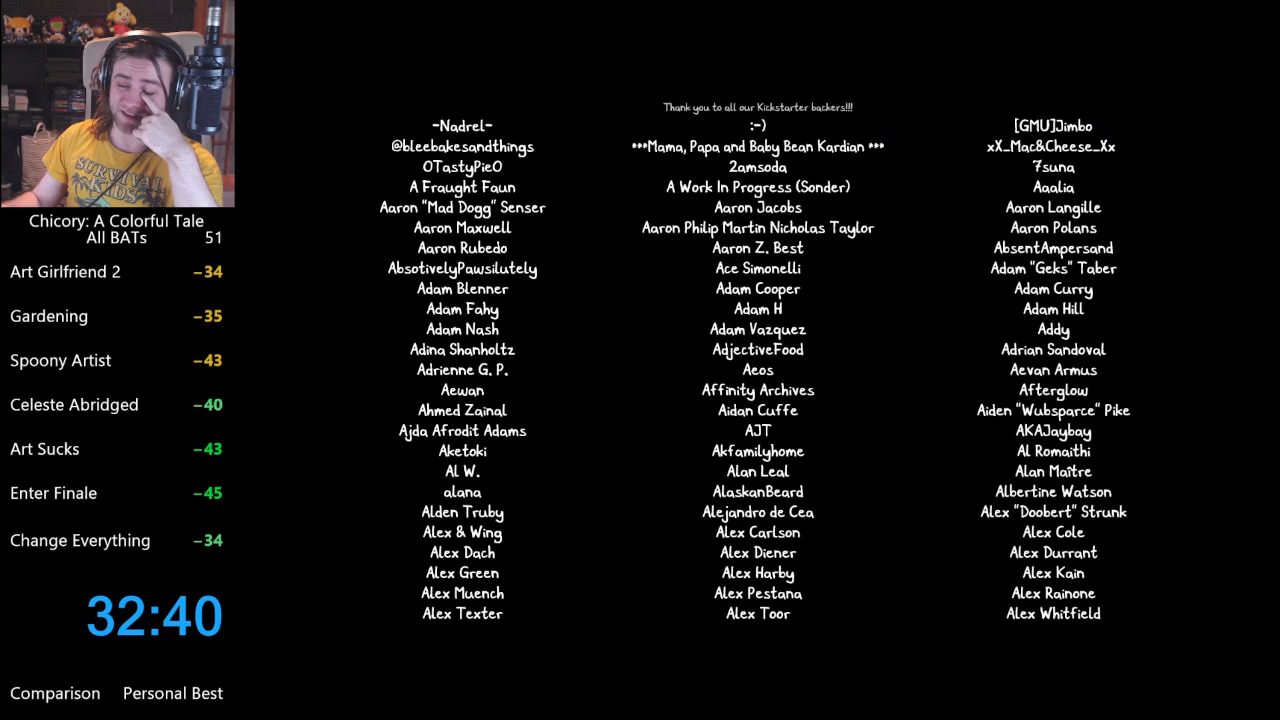 SURVIVAL
KIDS
Chicory: A Colorful Tale
All BATs 51
Art Girlfriend 2 -34
Gardening -35
Spoony Artist -43
Celeste Abridged -40
Art Sucks -43
Enter Finale -45
Change Everything -34
32:40
Comparison Personal Best
Thank you to all our Kickstarter backers!!!
-Nadrel- :-) [GMU]Jimbo
@bleebakesandthings ***Mama, Papa and Baby Bean Kardian *** xX_Mac&Cheese_Xx
0TastyPie0 2amsoda 7suna
A Fraught Faun A Work In Progress (Sonder) Aaalia
Aaron "Mad Dogg" Senser Aaron Jacobs Aaron Langille
Aaron Maxwell Aaron Philip Martin Nicholas Taylor Aaron Polans
Aaron Rubedo Aaron Z. Best AbsentAmpersand
AbsotivelyPawsilutely Ace Simonelli Adam "Geks" Taber
Adam Blenner Adam Cooper Adam Curry
Adam Fahy Adam H Adam Hill
Adam Nash Adam Vazquez Addy
Adina Shanholtz AdjectiveFood Adrian Sandoval
Adrienne G. P. Aeos Aevan Armus
Aewan Affinity Archives Afterglow
Ahmed Zainal Aidan Cuffe Aiden "Wubsparce" Pike
Ajda Afrodit Adams AJT AKAJaybay
Aketoki Akfamilyhome Al Romaithi
Al W. Alan Leal Alan Maître
alana AlaskanBeard Albertine Watson
Alden Truby Alejandro de Cea Alex "Doobert" Strunk
Alex & Wing Alex Carlson Alex Cole
Alex Dach Alex Diener Alex Durrant
Alex Green Alex Harby Alex Kain
Alex Muench Alex Pestana Alex Rainone
Alex Texter Alex Toor Alex Whitfield